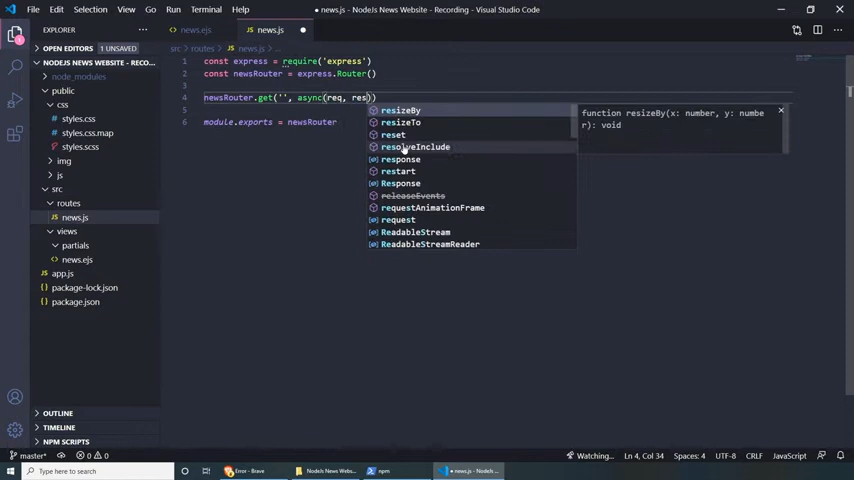 File Edit Selection View Go Run Terminal Help
news.js - NodeJs News Website - Recording - Visual Studio Code
EXPLORER: NODEJS NEWS WEBSITE - RECO...
news.ejs
news.js
OPEN EDITORS 1 UNSAVED
src > routes > news.js > ...
NODEJS NEWS WEBSITE - RECO...
node_modules
public
css
styles.css
styles.css.map
styles.scss
img
js
src
routes
news.js
views
partials
news.ejs
app.js
package-lock.json
package.json
1 const express = require('express')
2 const newsRouter = express.Router()
3
4 newsRouter.get('', async(req, res))
5
6 module.exports = newsRouter
resizeBy
resizeTo
reset
resolveInclude
response
restart
Response
releaseEvents
requestAnimationFrame
request
ReadableStream
ReadableStreamReader
function resizeBy(x: number, y: numbe
r): void
OUTLINE
TIMELINE
NPM SCRIPTS
master* 0 0
Watching...
Ln 4, Col 34 Spaces: 4 UTF-8 CRLF JavaScript
Type here to search
Error - Brave
NodeJs News Websit...
npm
news.js - NodeJs N...